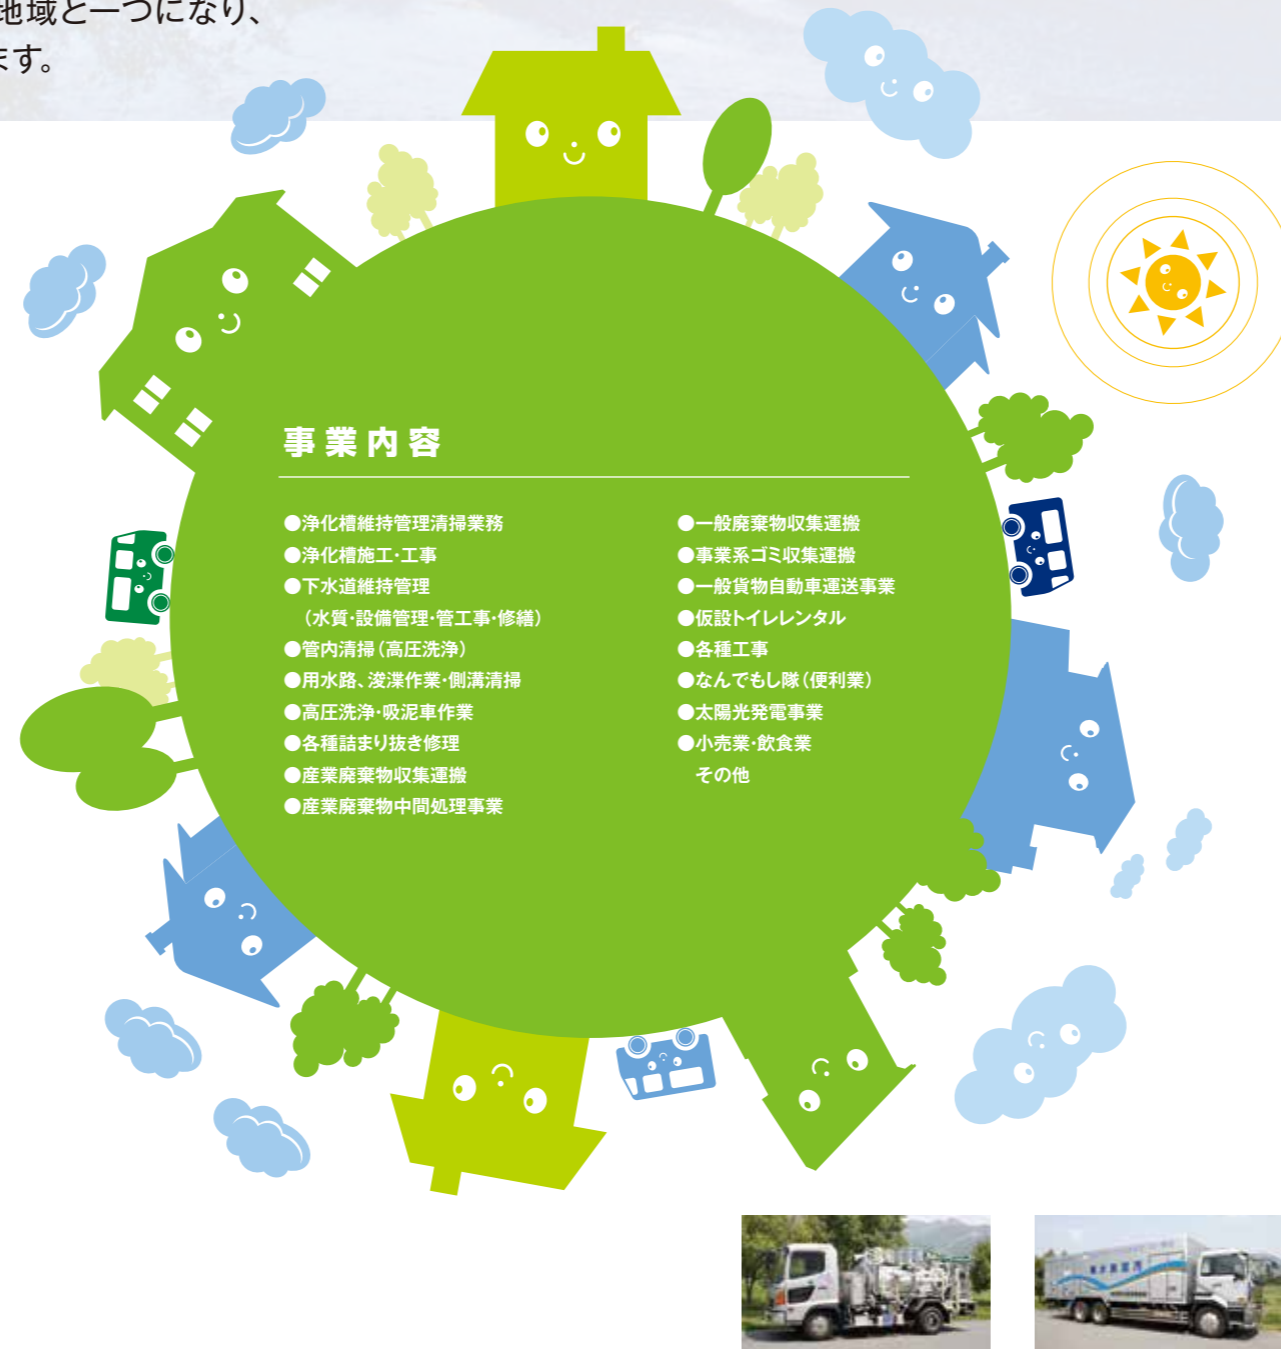 地域と一つになり、
ます。
事業内容
●浄化槽維持管理清掃業務
●浄化槽施工・工事
●下水道維持管理
（水質・設備管理・管工事・修繕）
●管内清掃（高圧洗浄）
●用水路、浚渫作業・側溝清掃
●高圧洗浄・吸泥車作業
●各種詰まり抜き修理
●産業廃棄物収集運搬
●産業廃棄物中間処理事業
●一般廃棄物収集運搬
●事業系ゴミ収集運搬
●一般貨物自動車運送事業
●仮設トイレレンタル
●各種工事
●なんでもし隊（便利業）
●太陽光発電事業
●小売業・飲食業
その他